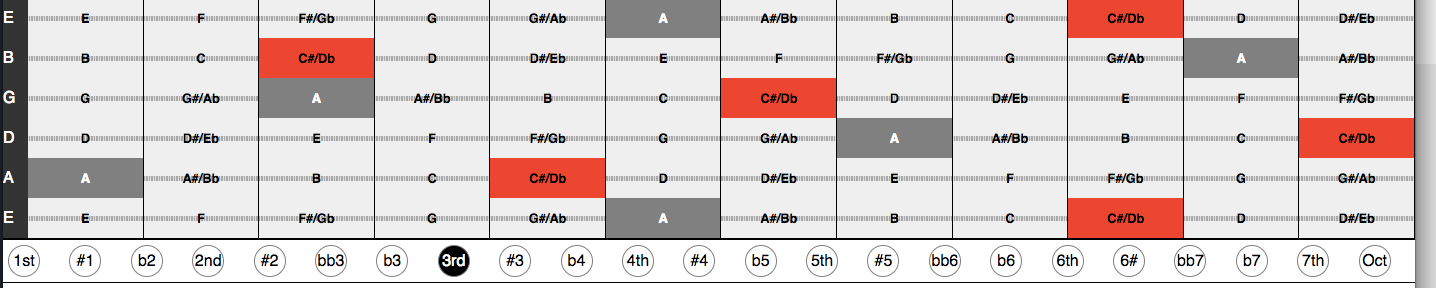 E E F F#/Gb G G#/Ab A A#/Bb B C C#/Db D D#/Eb
B B C C#/Db D D#/Eb E F F#/Gb G G#/Ab A A#/Bb
G G G#/Ab A A#/Bb B C C#/Db D D#/Eb E F F#/Gb
D D D#/Eb E F F#/Gb G G#/Ab A A#/Bb B C C#/Db
A A A#/Bb B C C#/Db D D#/Eb E F F#/Gb G G#/Ab
E E F F#/Gb G G#/Ab A A#/Bb B C C#/Db D D#/Eb
1st #1 b2 2nd #2 bb3 b3 3rd #3 b4 4th #4 b5 5th #5 bb6 b6 6th 6# bb7 b7 7th Oct